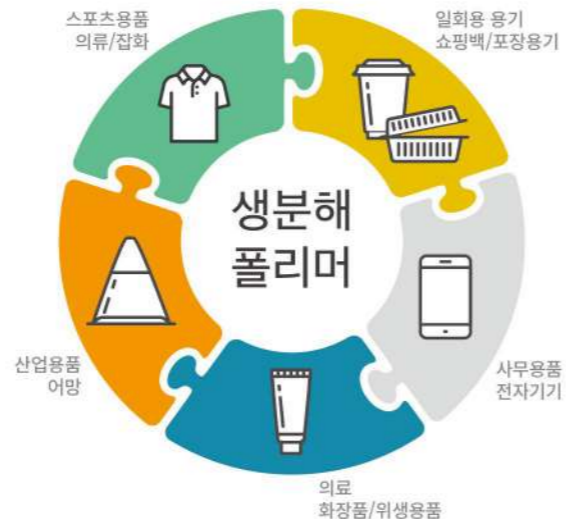 스포츠용품
의류/잡화
일회용 용기
쇼핑백/포장용기
생분해
폴리머
산업용품
어망
사무용품
전자기기
의료
화장품/위생용품